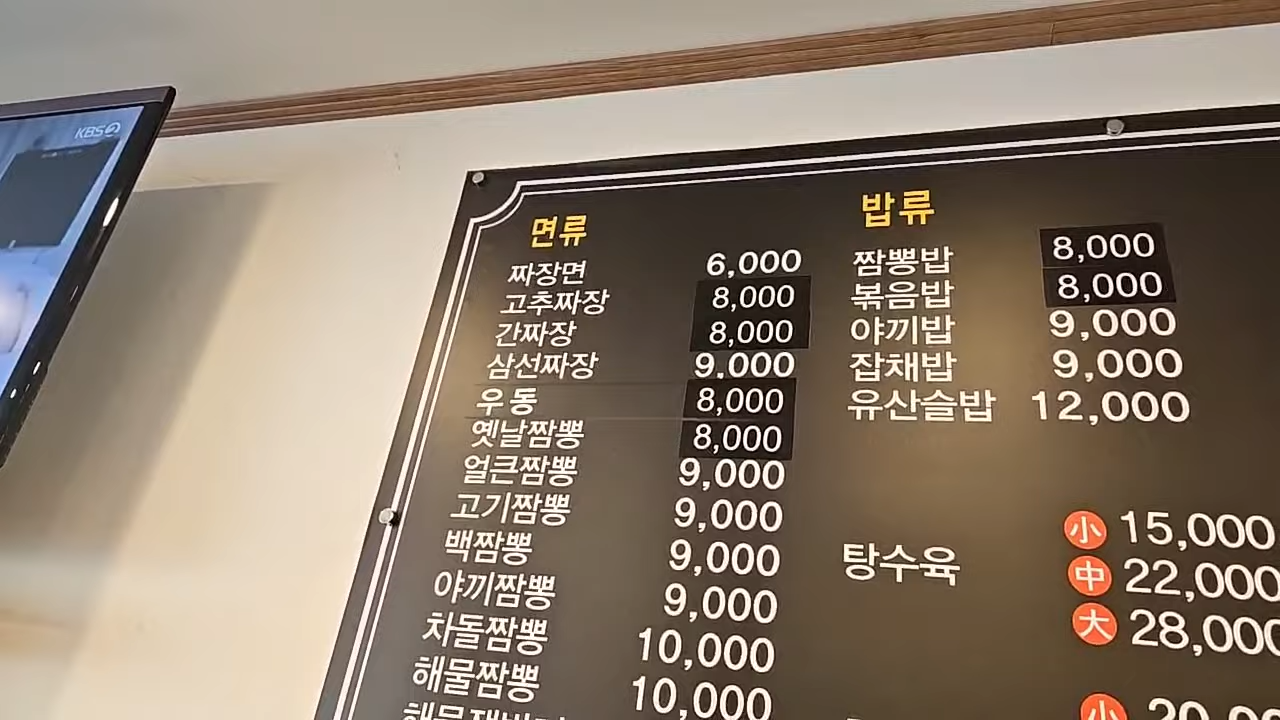 KBS2
면류
짜장면 6,000
고추짜장 8,000
간짜장 8,000
삼선짜장 9,000
우동 8,000
옛날짬뽕 8,000
얼큰짬뽕 9,000
고기짬뽕 9,000
백짬뽕 9,000
야끼짬뽕 9,000
차돌짬뽕 10,000
해물짬뽕 10,000
밥류
짬뽕밥 8,000
볶음밥 8,000
야끼밥 9,000
잡채밥 9,000
유산슬밥 12,000
탕수육
小 15,000
中 22,000
大 28,000
小